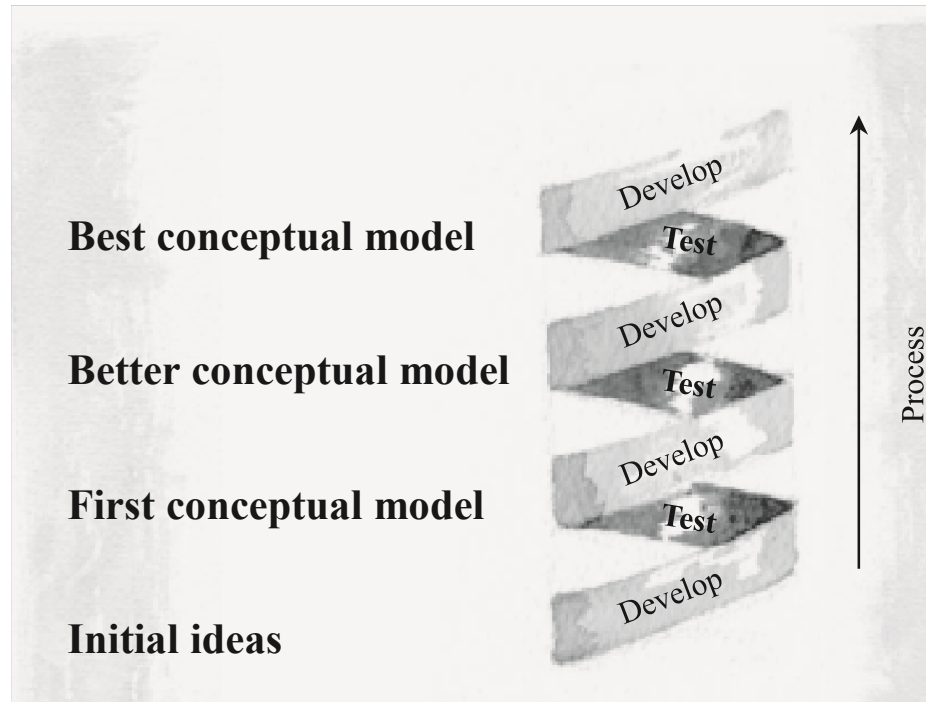 Develop
Best conceptual model
Test
Develop
Better conceptual model
Test
Develop
First conceptual model
Test
Develop
Initial ideas
Process